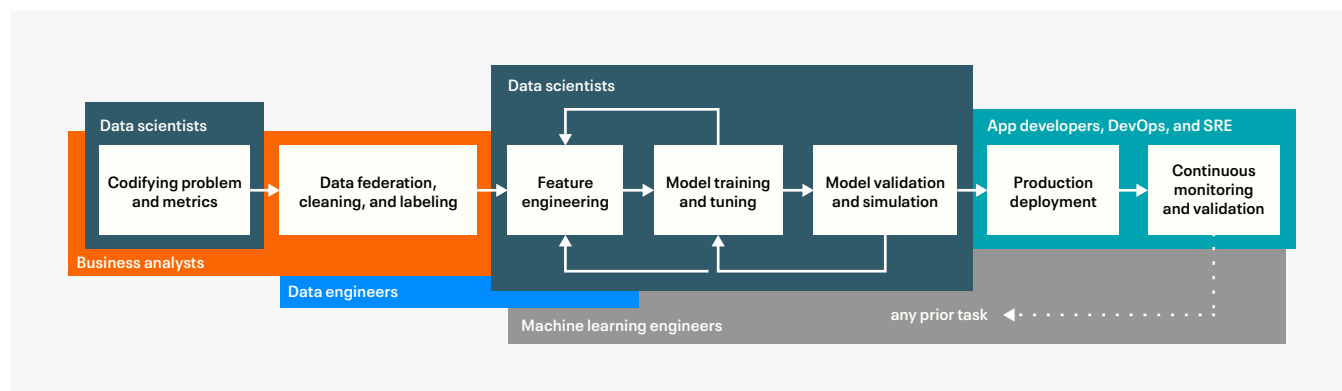 Data scientists
Data scientists
App developers, DevOps, and SRE
Codifying problem
and metrics
Data federation,
cleaning, and labeling
Feature
engineering
Model training
and tuning
Model validation
and simulation
Production
deployment
Continuous
monitoring
and validation
Business analysts
Data engineers
Machine learning engineers
any prior task